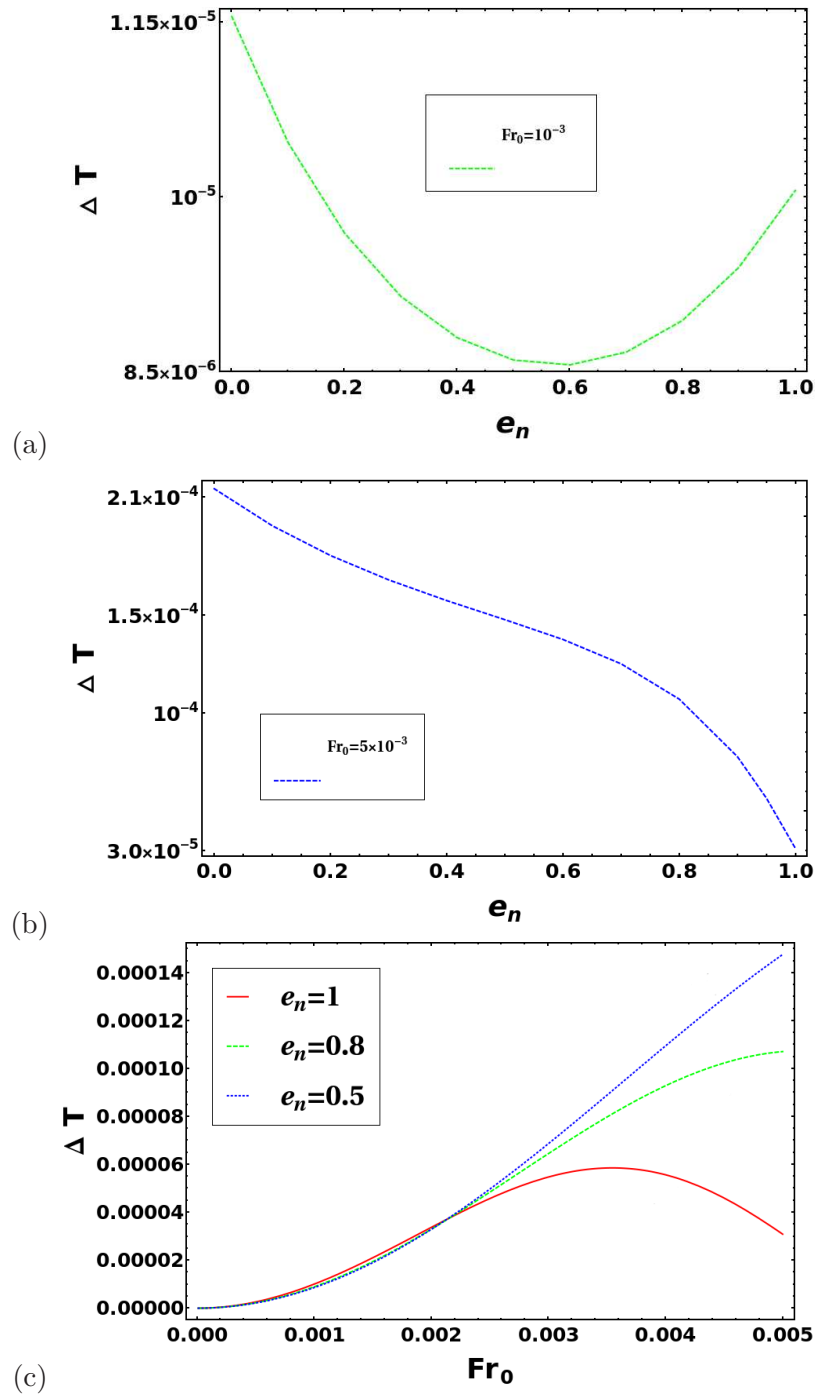 1.15×10⁻⁵
Fr₀=10⁻³
10⁻⁵
Δ T
8.5×10⁻⁶
0.0 0.2 0.4 0.6 0.8 1.0
eₙ
(a)
2.1×10⁻⁴
1.5×10⁻⁴
Δ T
10⁻⁴
Fr₀=5×10⁻³
3.0×10⁻⁵
0.0 0.2 0.4 0.6 0.8 1.0
eₙ
(b)
0.00014
0.00012
0.00010
0.00008
0.00006
0.00004
0.00002
0.00000
Δ T
eₙ=1
eₙ=0.8
eₙ=0.5
0.000 0.001 0.002 0.003 0.004 0.005
Fr₀
(c)